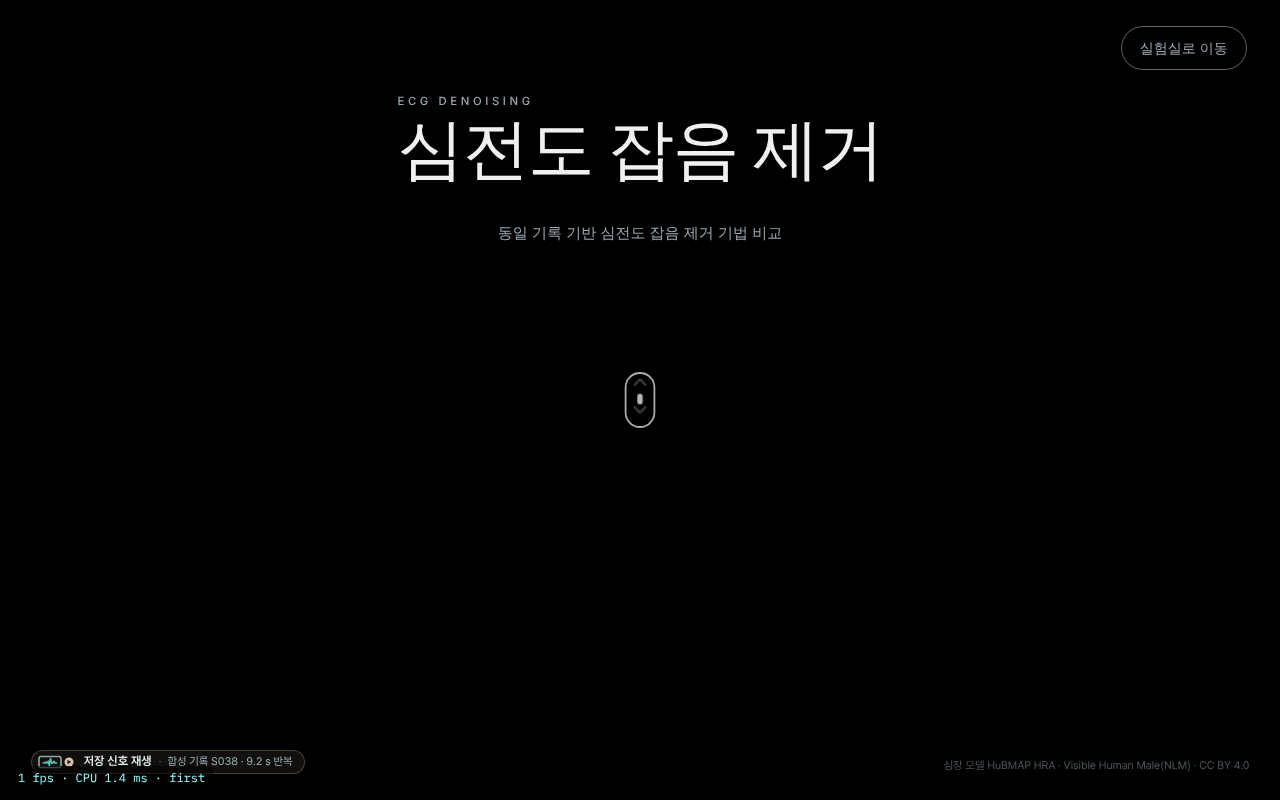 실험실로 이동
ECG DENOISING
심전도 잡음 제거
동일 기록 기반 심전도 잡음 제거 기법 비교
저장 신호 재생 · 합성 기록 S038 · 9.2 s 반복
1 fps · CPU 1.4 ms · first
심장 모델 HuBMAP HRA · Visible Human Male(NLM) · CC BY 4.0